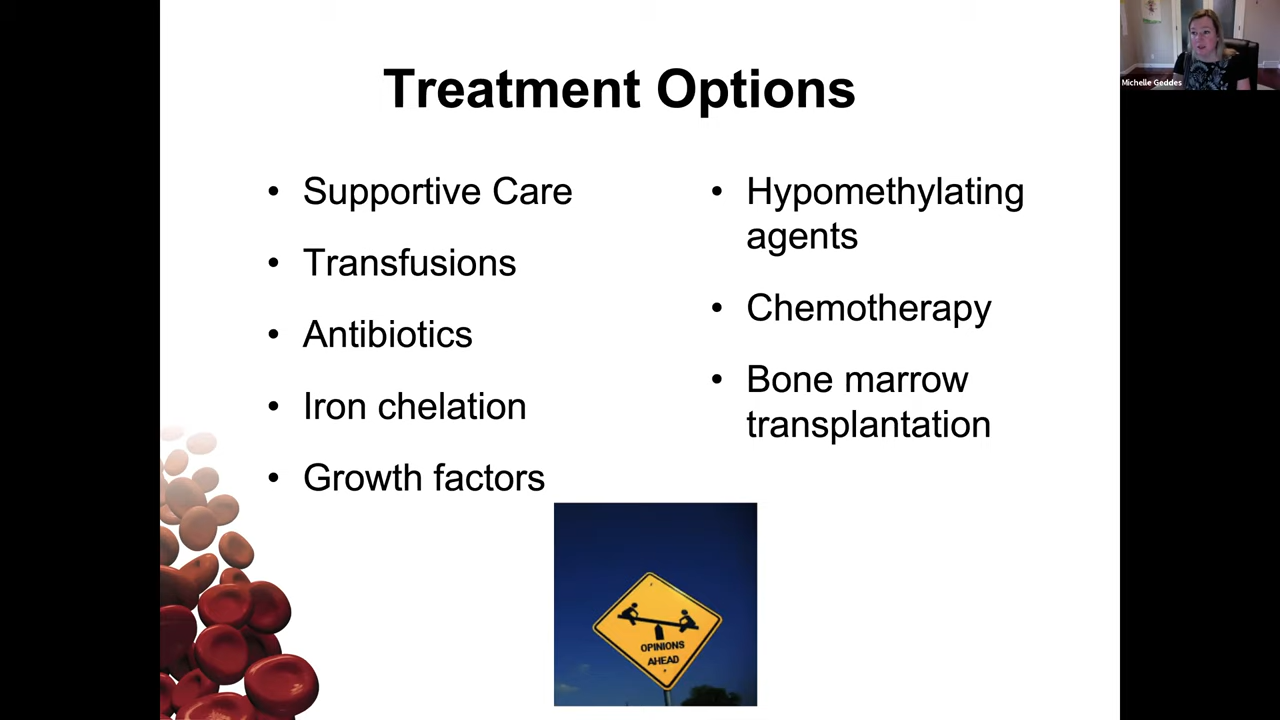 Treatment Options
• Supportive Care
• Transfusions
• Antibiotics
• Iron chelation
• Growth factors
• Hypomethylating
agents
• Chemotherapy
• Bone marrow
transplantation
OPINIONS
AHEAD
Michelle Geddes